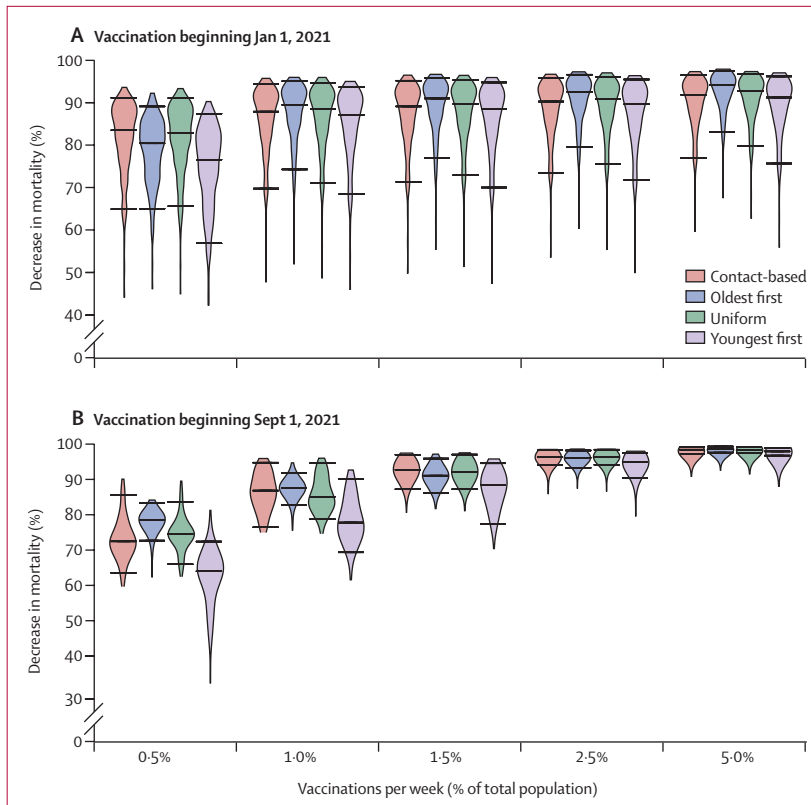 A Vaccination beginning Jan 1, 2021
100
90
80
70
60
50
40
0
Decrease in mortality (%)
Contact-based
Oldest first
Uniform
Youngest first
B Vaccination beginning Sept 1, 2021
100
90
80
70
60
50
40
30
0
Decrease in mortality (%)
0·5%
1·0%
1·5%
2·5%
5·0%
Vaccinations per week (% of total population)